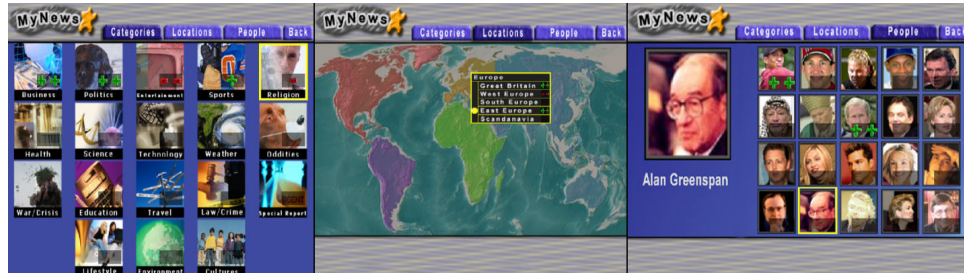 MyNews
Categories Locations People Back
Business Politics Entertainment Sports Religion
Health Science Technology Weather Oddities
War/Crisis Education Travel Law/Crime Special Report
Lifestyle Environment Cultures
MyNews
Categories Locations People Back
Europe
Great Britain
West Europe
South Europe
East Europe
Scandanavia
MyNews
Categories Locations People Back
Alan Greenspan